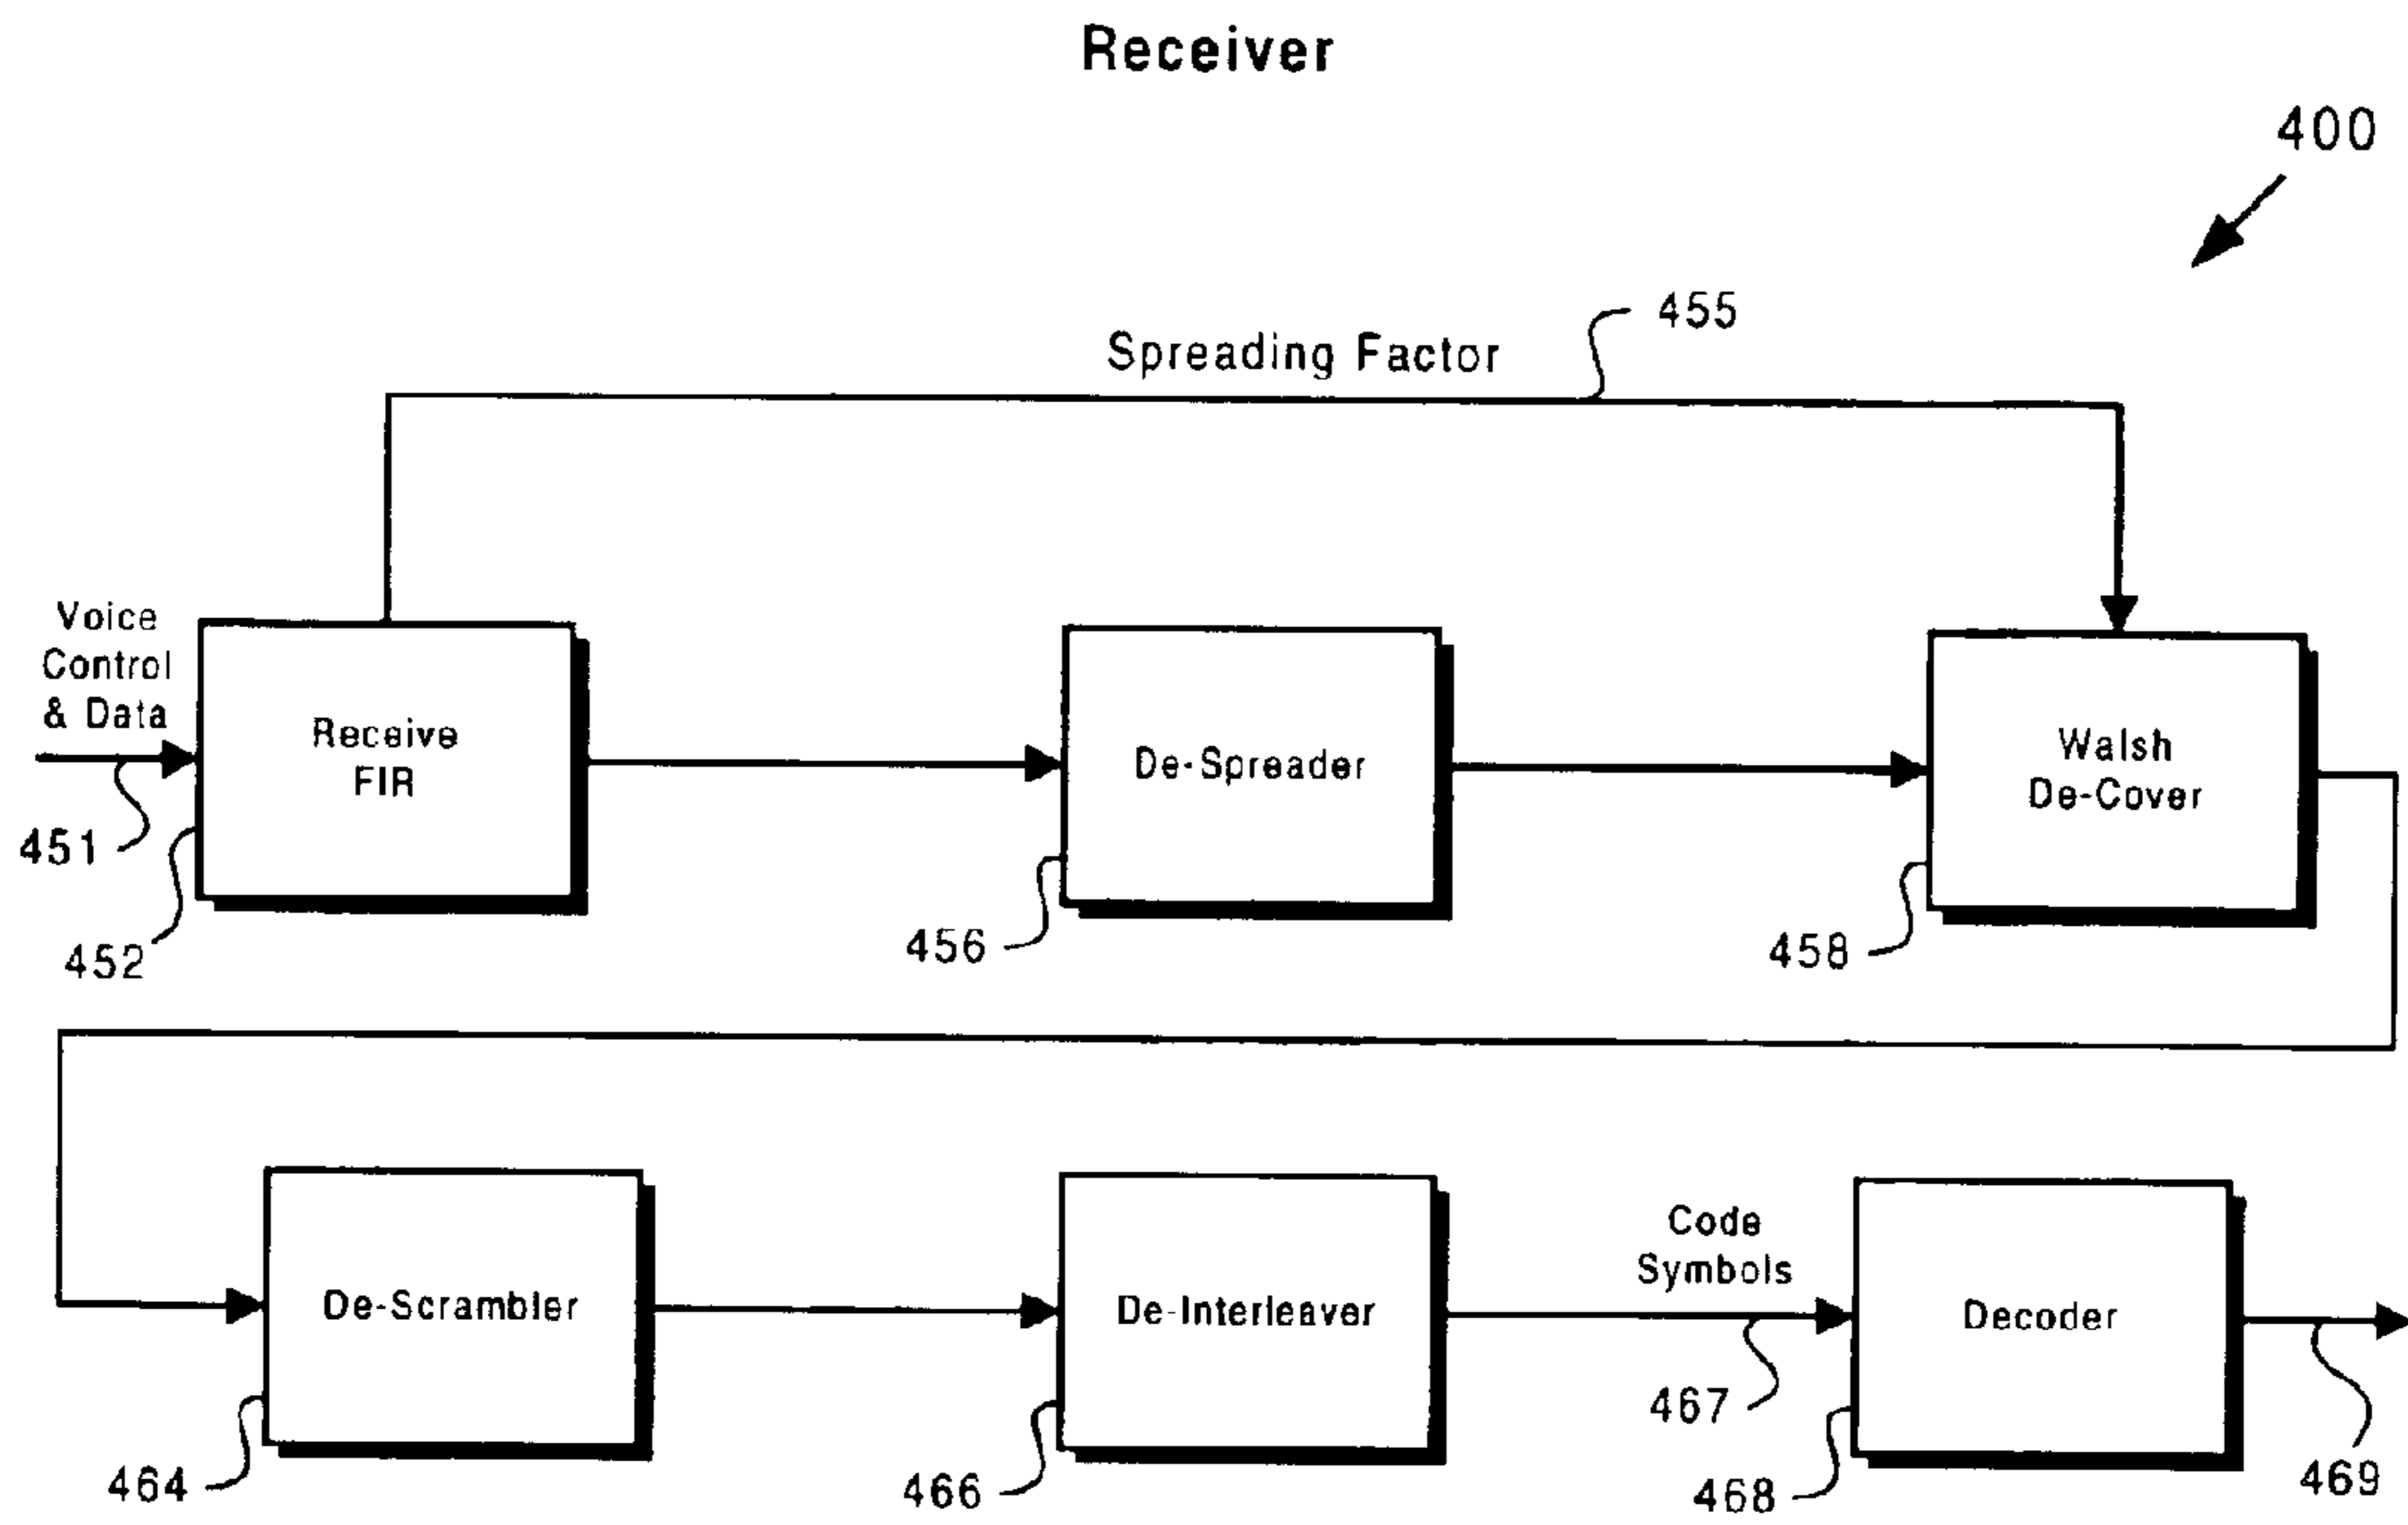 Receiver
400
455
Spreading Factor
Voice
Control
& Data
Receive
FIR
De-Spreader
Walsh
De-Cover
451
452
456
458
Code
Symbols
De-Scrambler
De-Interleaver
Decoder
467
464
466
468
469